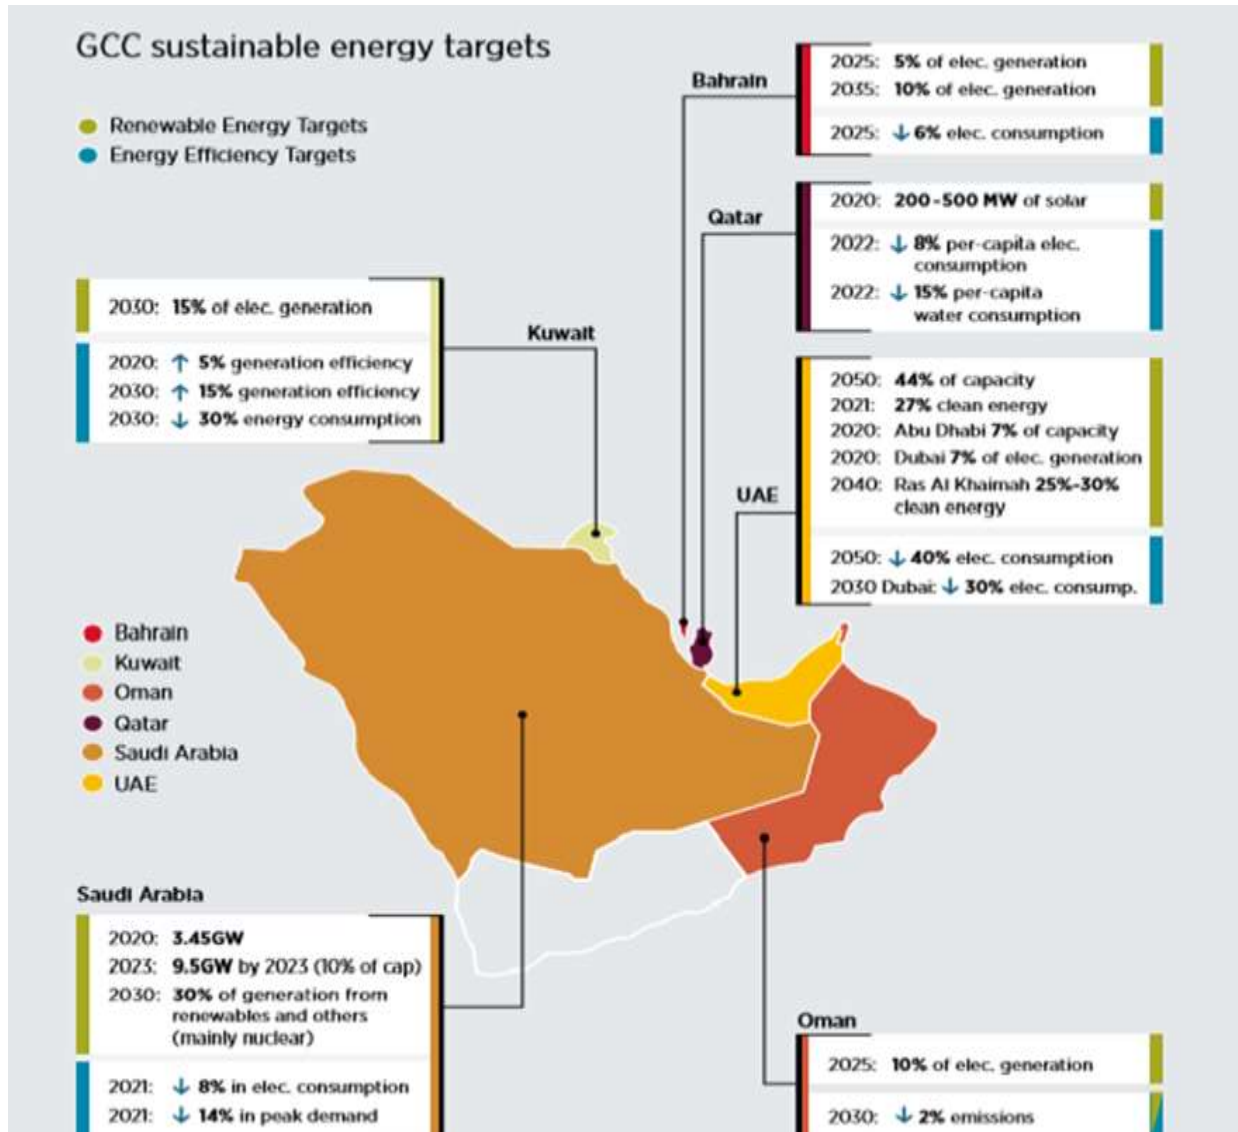 GCC sustainable energy targets
Renewable Energy Targets
Energy Efficiency Targets
Bahrain
2025: 5% of elec. generation
2035: 10% of elec. generation
2025: ↓ 6% elec. consumption
Qatar
2020: 200-500 MW of solar
2022: ↓ 8% per-capita elec.
consumption
2022: ↓ 15% per-capita
water consumption
Kuwait
2030: 15% of elec. generation
2020: ↑ 5% generation efficiency
2030: ↑ 15% generation efficiency
2030: ↓ 30% energy consumption
UAE
2050: 44% of capacity
2021: 27% clean energy
2020: Abu Dhabi 7% of capacity
2020: Dubai 7% of elec. generation
2040: Ras Al Khaimah 25%-30%
clean energy
2050: ↓ 40% elec. consumption
2030 Dubai: ↓ 30% elec. consump.
Bahrain
Kuwait
Oman
Qatar
Saudi Arabia
UAE
Saudi Arabia
2020: 3.45GW
2023: 9.5GW by 2023 (10% of cap)
2030: 30% of generation from
renewables and others
(mainly nuclear)
2021: ↓ 8% in elec. consumption
2021: ↓ 14% in peak demand
Oman
2025: 10% of elec. generation
2030: ↓ 2% emissions